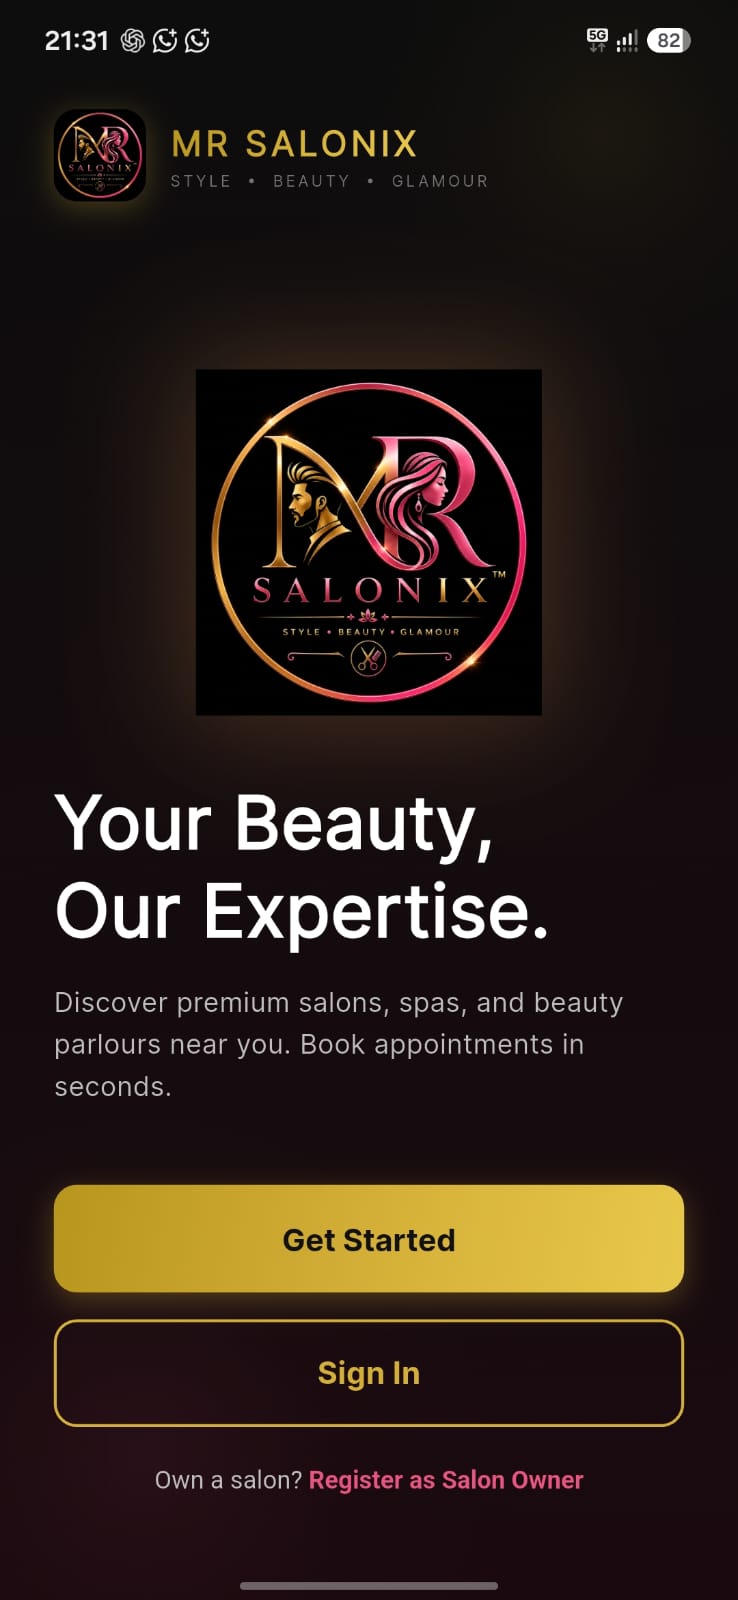 21:31
5G
82
MR SALONIX
STYLE • BEAUTY • GLAMOUR
MR
SALONIX™
STYLE • BEAUTY • GLAMOUR
Your Beauty,
Our Expertise.
Discover premium salons, spas, and beauty
parlours near you. Book appointments in
seconds.
Get Started
Sign In
Own a salon? Register as Salon Owner